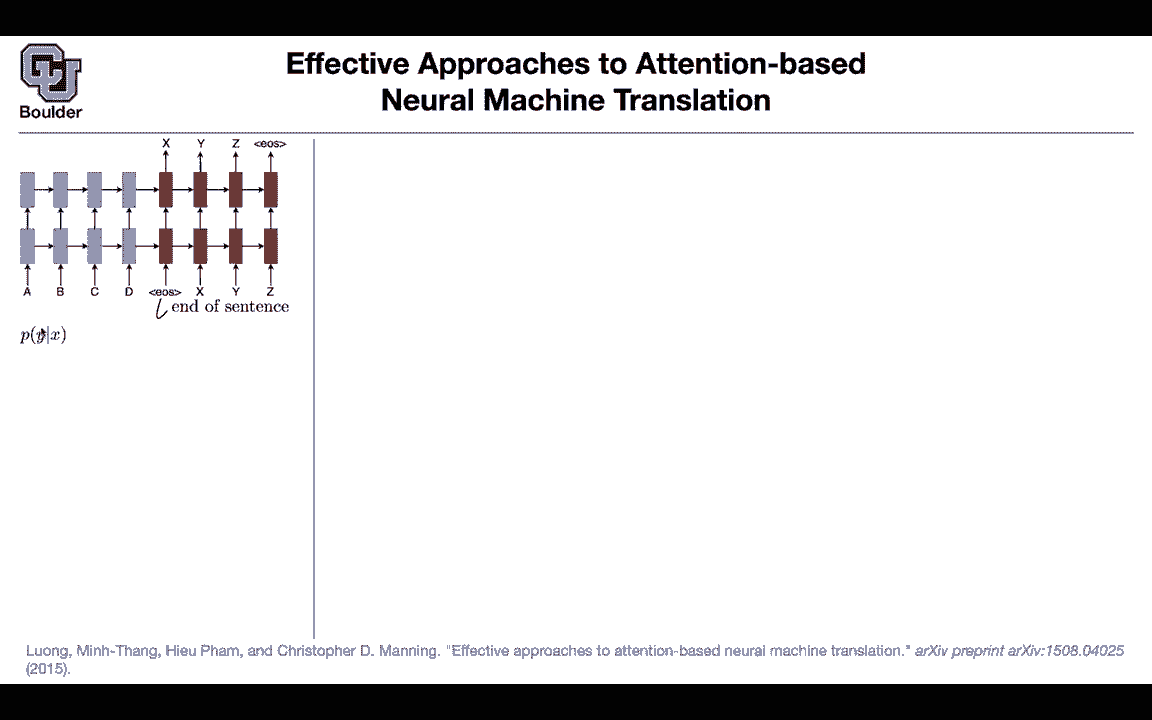 Boulder
Effective Approaches to Attention-based
Neural Machine Translation
X Y Z <eos>
A B C D <eos> X Y Z
end of sentence
p(y|x)
Luong, Minh-Thang, Hieu Pham, and Christopher D. Manning. "Effective approaches to attention-based neural machine translation." arXiv preprint arXiv:1508.04025
(2015).